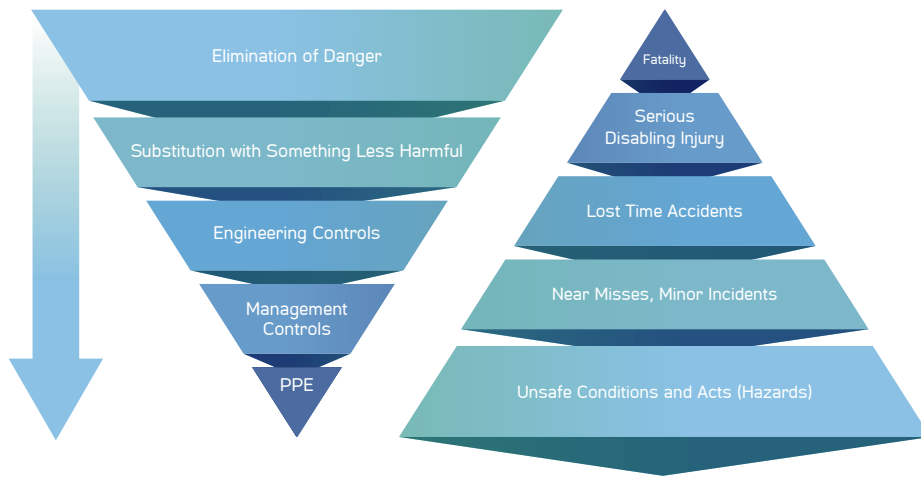 Elimination of Danger
Substitution with Something Less Harmful
Engineering Controls
Management
Controls
PPE
Fatality
Serious
Disabling Injury
Lost Time Accidents
Near Misses, Minor Incidents
Unsafe Conditions and Acts (Hazards)